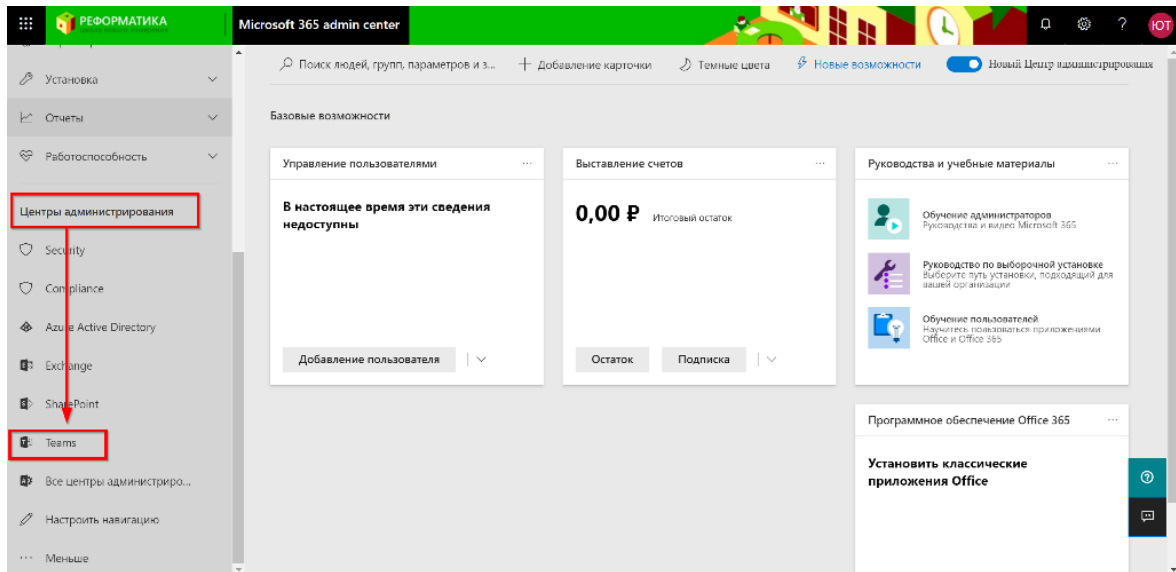 РЕФОРМАТИКА
Microsoft 365 admin center
ЮТ
Установка
Отчеты
Работоспособность
Центры администрирования
Security
Compliance
Azure Active Directory
Exchange
SharePoint
Teams
Все центры администриро...
Настроить навигацию
Меньше
Поиск людей, групп, параметров и з...
Добавление карточки
Темные цвета
Новые возможности
Новый Центр администрирования
Базовые возможности
Управление пользователями
В настоящее время эти сведения
недоступны
Добавление пользователя
Выставление счетов
0,00 ₽ Итоговый остаток
Остаток Подписка
Руководства и учебные материалы
Обучение администраторов
Руководства и видео Microsoft 365
Руководство по выборочной установке
Выберите путь установки, подходящий для
вашей организации
Обучение пользователей
Научитесь пользоваться приложениями
Office и Office 365
Программное обеспечение Office 365
Установить классические
приложения Office